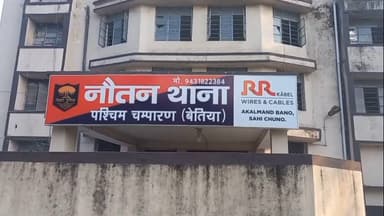 मो. 9431822384
नौतन थाना
पश्चिम चम्पारण (बेतिया)
RR
KABEL
WIRES & CABLES
AKALMAND BANO,
SAHI CHUNO.